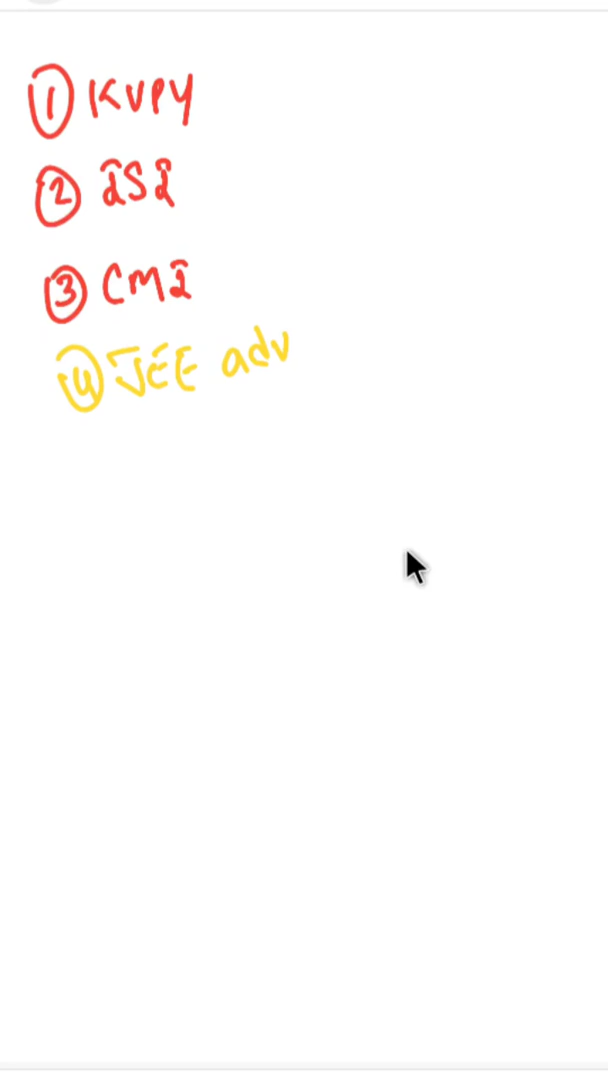 ① KVPY
② ISI
③ CMI
④ JEE adv